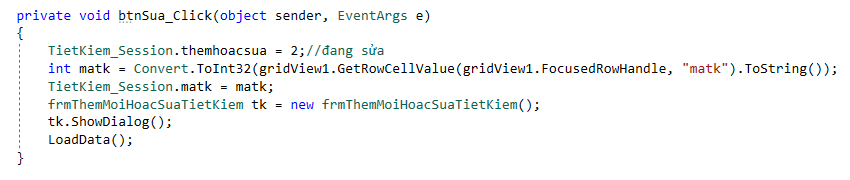 private void btnSua_Click(object sender, EventArgs e)
{
TietKiem_Session.themhoacsua = 2;//đang sửa
int matk = Convert.ToInt32(gridView1.GetRowCellValue(gridView1.FocusedRowHandle, "matk").ToString());
TietKiem_Session.matk = matk;
frmThemMoiHoacSuaTietKiem tk = new frmThemMoiHoacSuaTietKiem();
tk.ShowDialog();
LoadData();
}